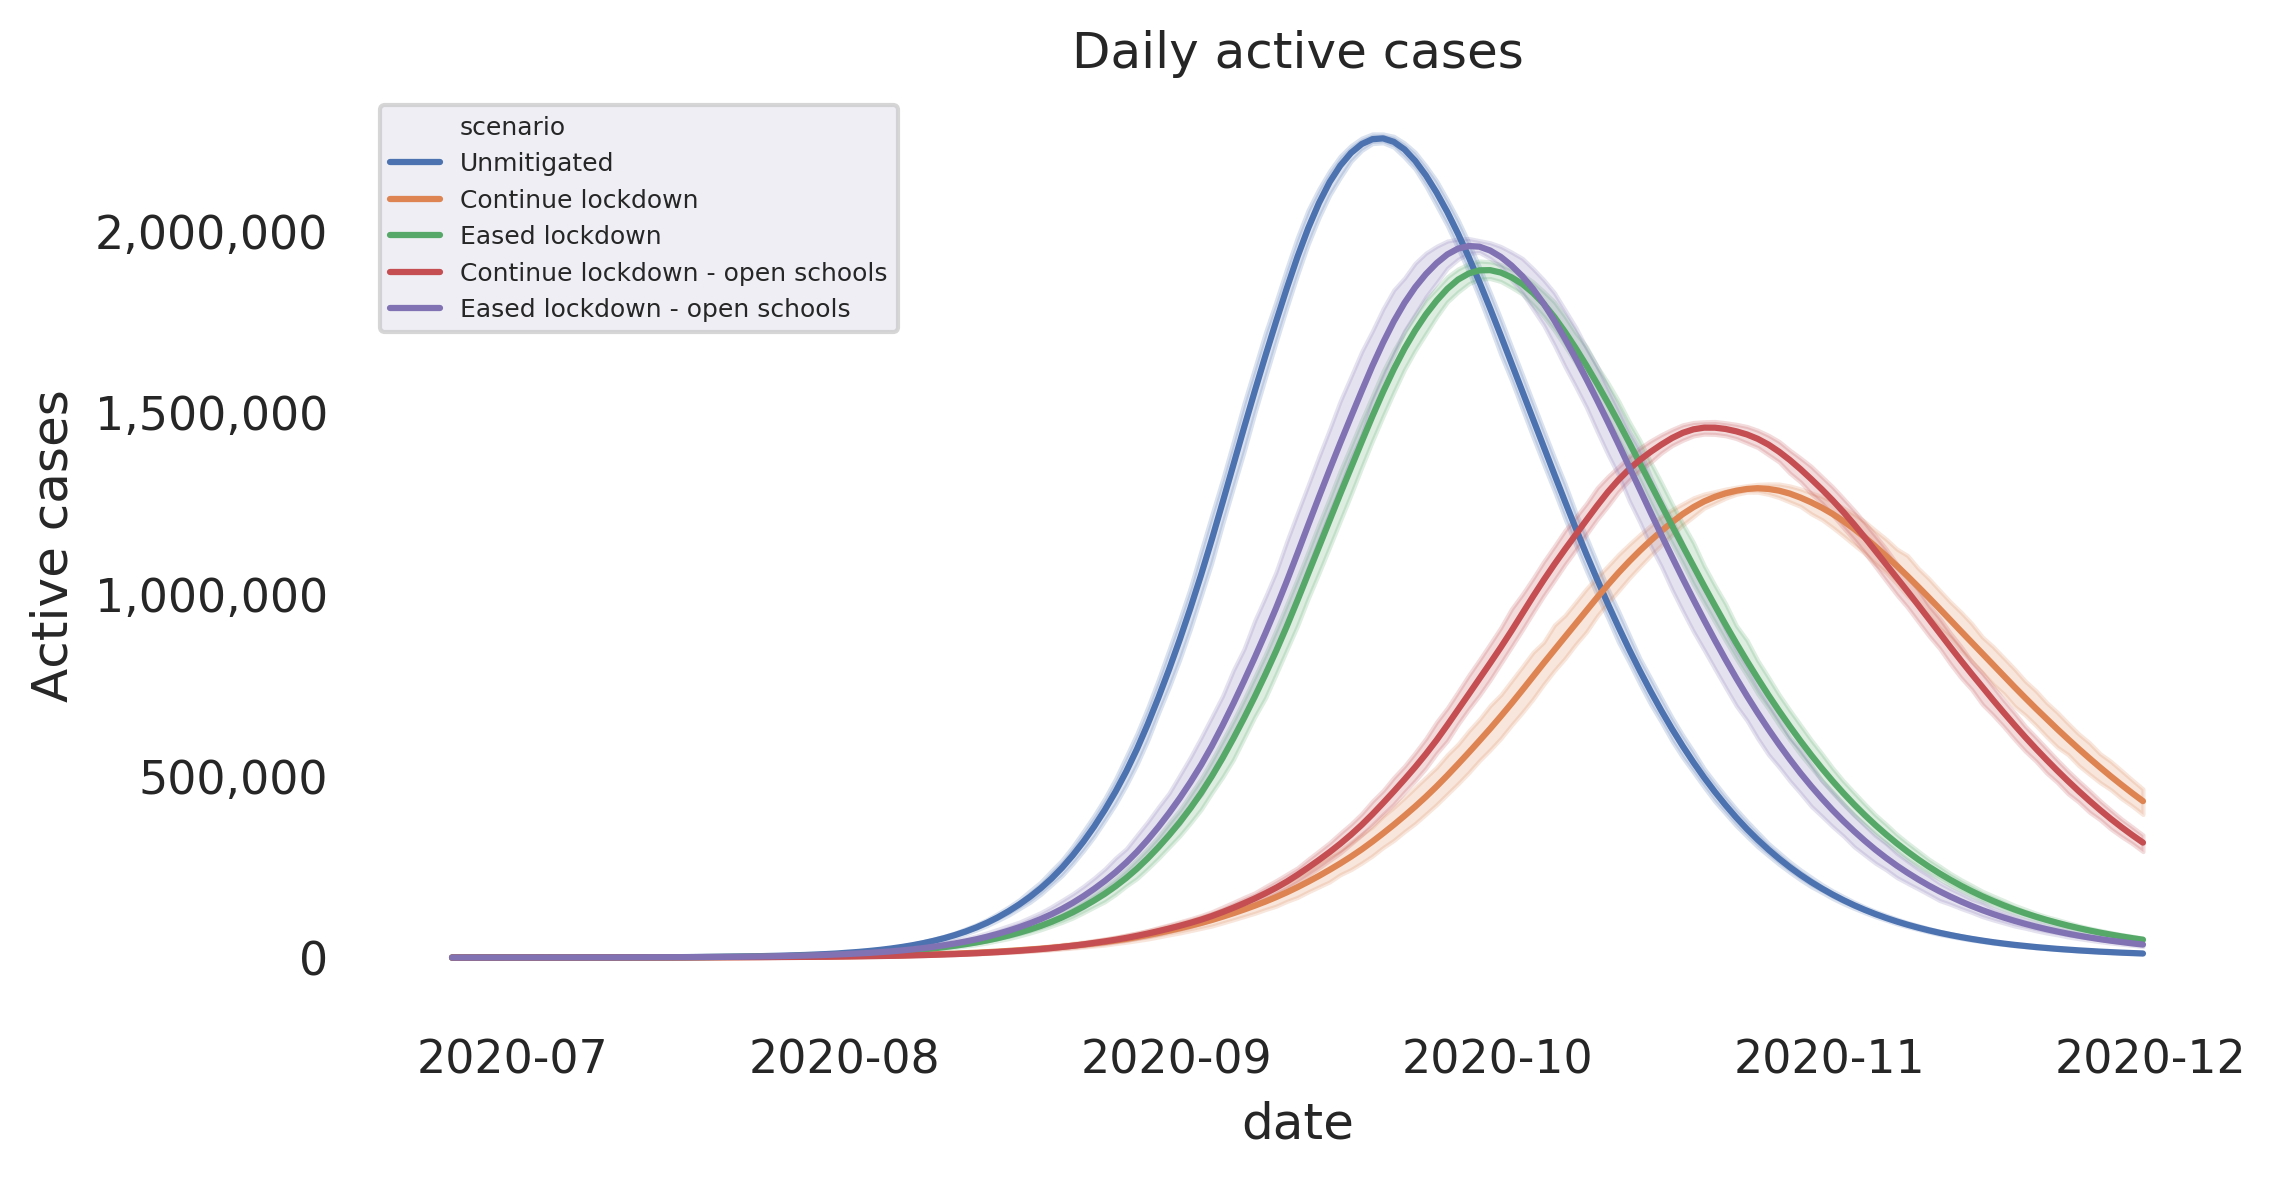 Daily active cases
scenario
Unmitigated
Continue lockdown
Eased lockdown
Continue lockdown - open schools
Eased lockdown - open schools
Active cases
2,000,000
1,500,000
1,000,000
500,000
0
2020-07 2020-08 2020-09 2020-10 2020-11 2020-12
date